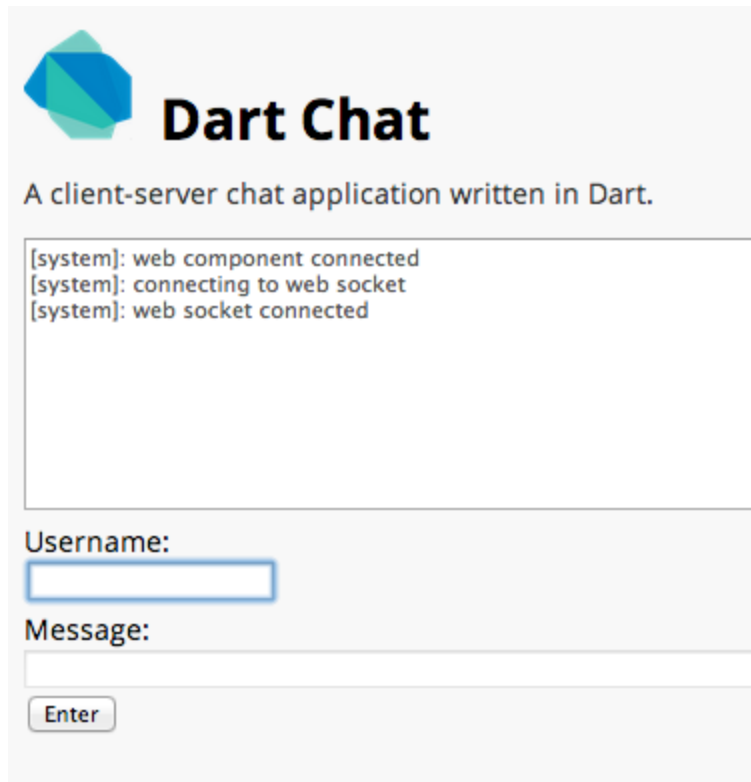 Dart Chat
A client-server chat application written in Dart.
[system]: web component connected
[system]: connecting to web socket
[system]: web socket connected
Username:
Message:
Enter